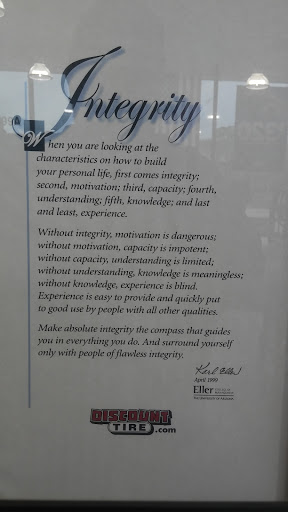 Integrity
When you are looking at the
characteristics on how to build
your personal life, first comes integrity;
second, motivation; third, capacity; fourth,
understanding; fifth, knowledge; and last
and least, experience.
Without integrity, motivation is dangerous;
without motivation, capacity is impotent;
without capacity, understanding is limited;
without understanding, knowledge is meaningless;
without knowledge, experience is blind.
Experience is easy to provide and quickly put
to good use by people with all other qualities.
Make absolute integrity the compass that guides
you in everything you do. And surround yourself
only with people of flawless integrity.
Karl Eller
April 1999
Eller
DISCOUNT
TIRE.com